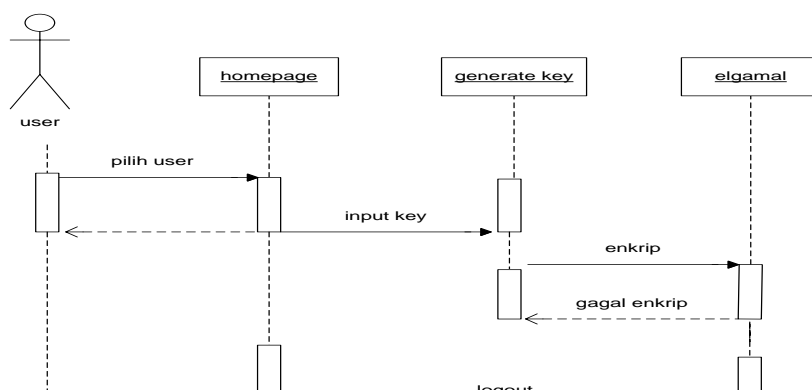 homepage
generate key
elgamal
user
pilih user
input key
enkrip
gagal enkrip
logout